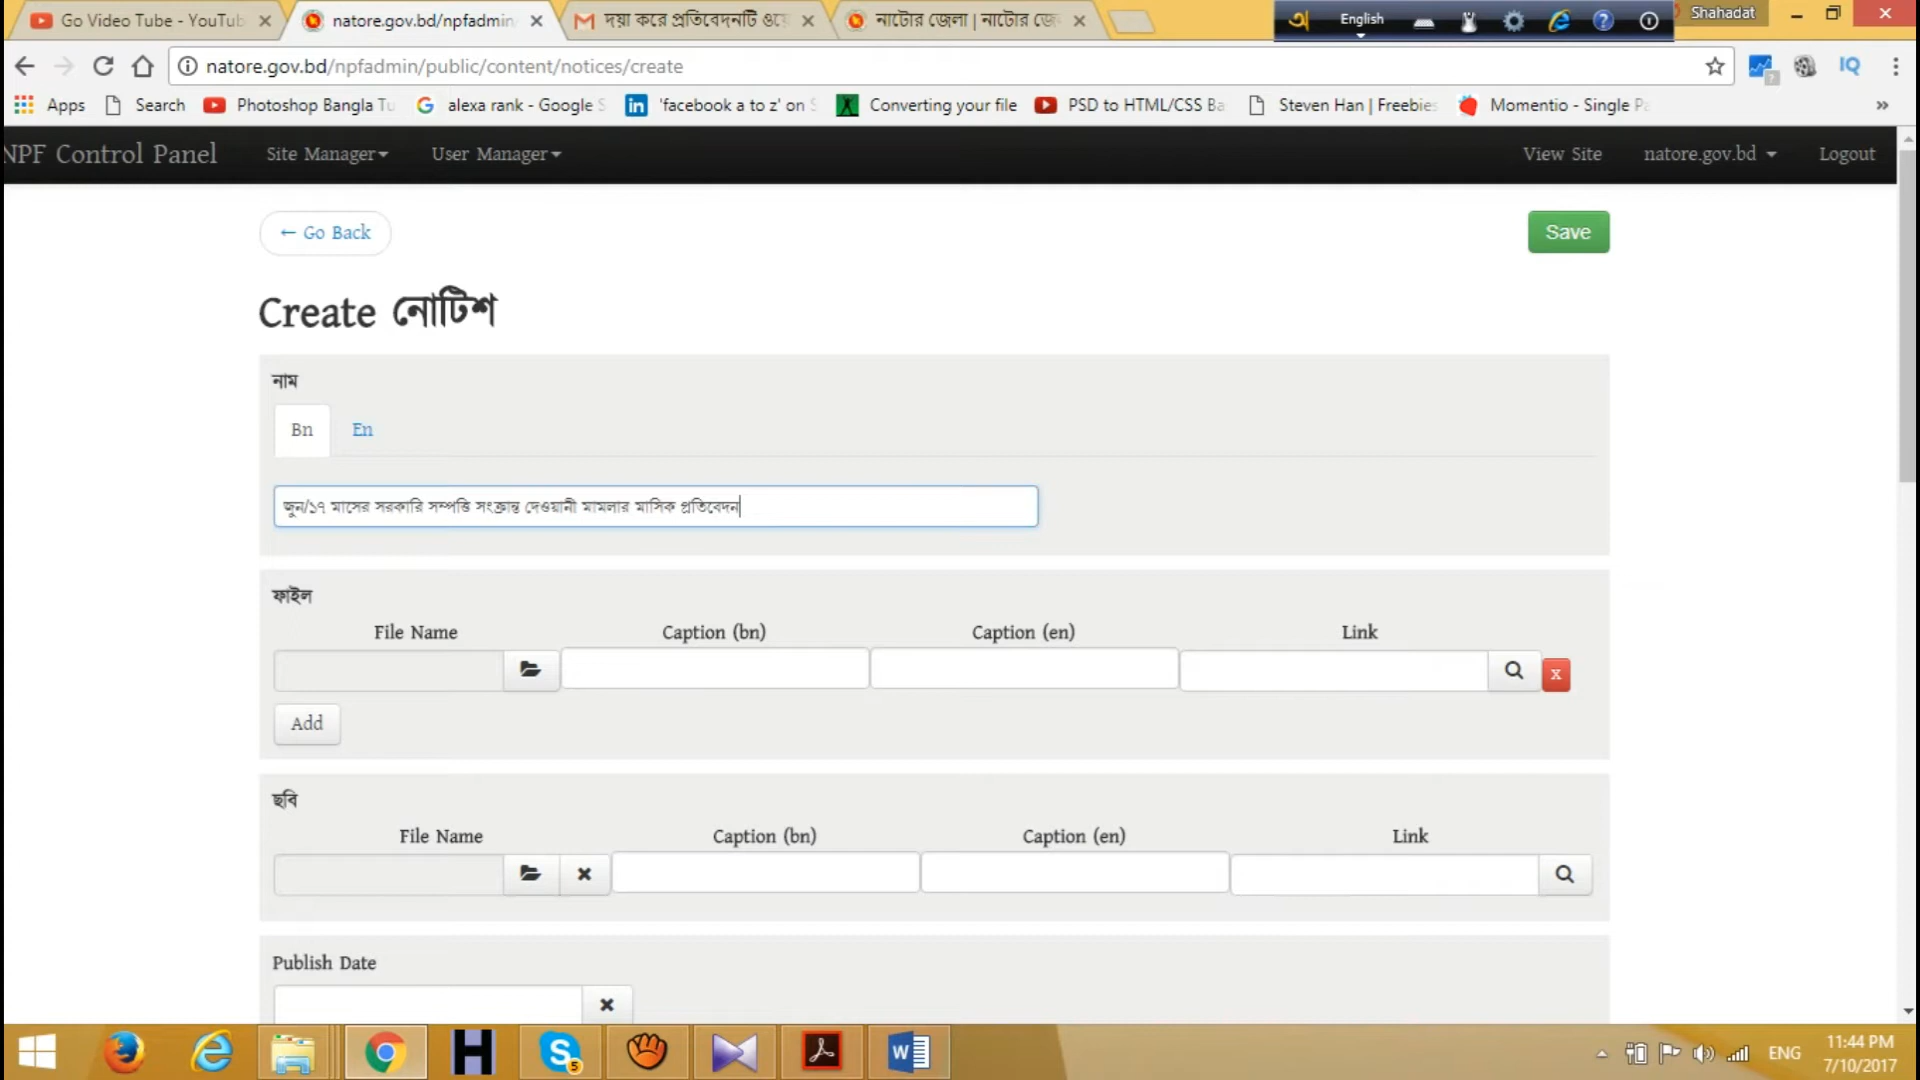 Go Video Tube - YouTub
natore.gov.bd/npfadmin
দয়া করে প্রতিবেদনটি ওয়ে
নাটোর জেলা | নাটোর জে
English
Shahadat
natore.gov.bd/npfadmin/public/content/notices/create
IQ
Apps Search Photoshop Bangla Tu alexa rank - Google S 'facebook a to z' on S Converting your file PSD to HTML/CSS Ba Steven Han | Freebies Momentio - Single Pa
NPF Control Panel Site Manager User Manager View Site natore.gov.bd Logout
← Go Back Save
Create নোটিশ
নাম
Bn En
জুন/১৭ মাসের সরকারি সম্পত্তি সংক্রান্ত দেওয়ানী মামলার মাসিক প্রতিবেদন
ফাইল
File Name Caption (bn) Caption (en) Link
x
Add
ছবি
File Name Caption (bn) Caption (en) Link
Publish Date
ENG
11:44 PM
7/10/2017